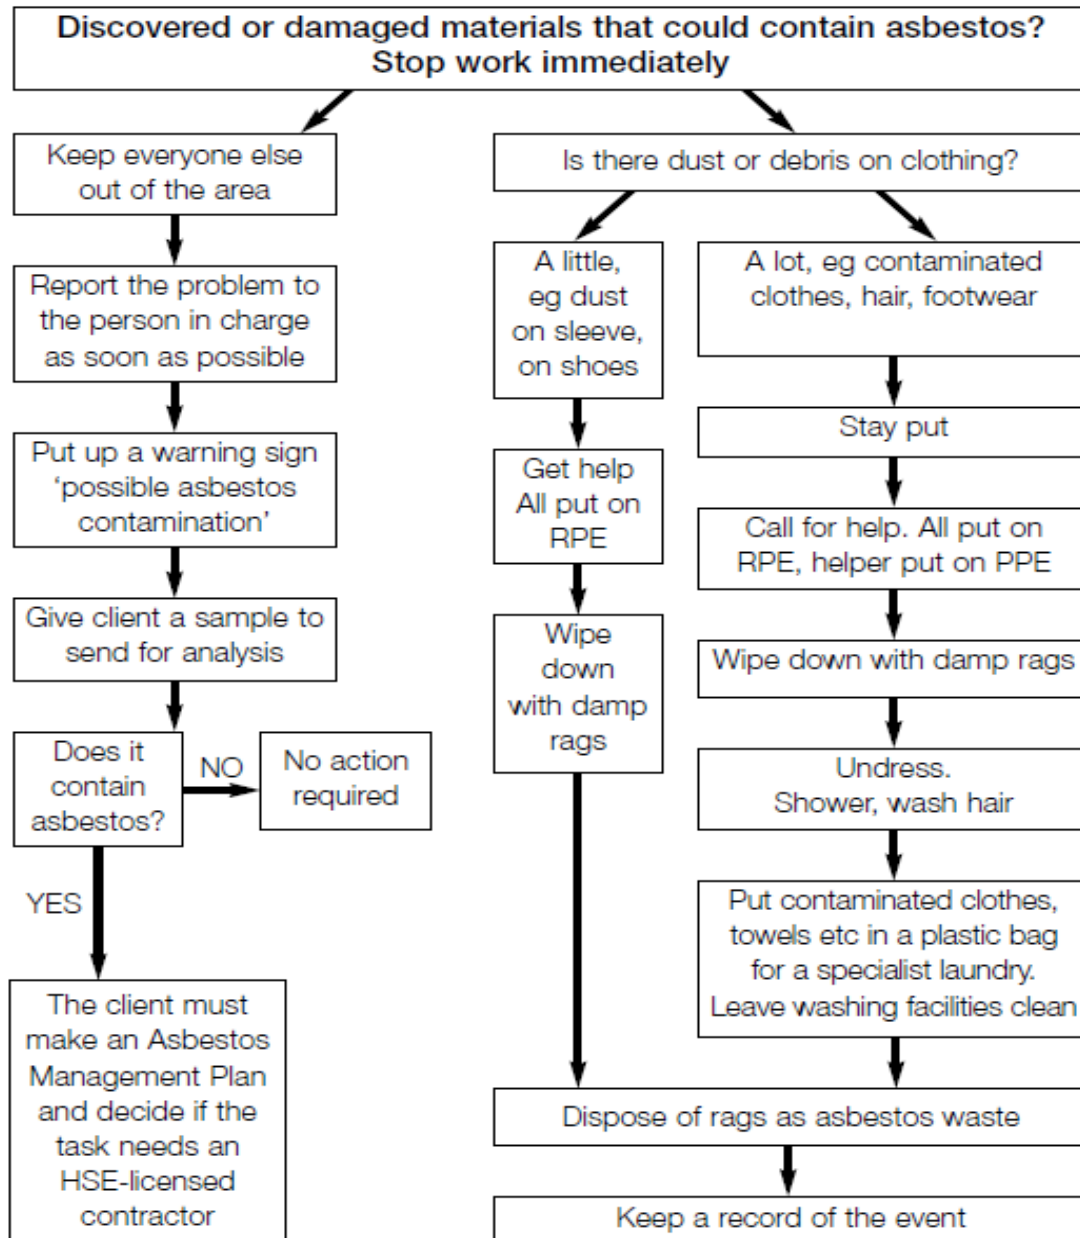 Discovered or damaged materials that could contain asbestos?
Stop work immediately
Keep everyone else
out of the area
Report the problem to
the person in charge
as soon as possible
Put up a warning sign
‘possible asbestos
contamination’
Give client a sample to
send for analysis
Does it
contain
asbestos?
NO
No action
required
YES
The client must
make an Asbestos
Management Plan
and decide if the
task needs an
HSE-licensed
contractor
Is there dust or debris on clothing?
A little,
eg dust
on sleeve,
on shoes
Get help
All put on
RPE
Wipe
down
with damp
rags
A lot, eg contaminated
clothes, hair, footwear
Stay put
Call for help. All put on
RPE, helper put on PPE
Wipe down with damp rags
Undress.
Shower, wash hair
Put contaminated clothes,
towels etc in a plastic bag
for a specialist laundry.
Leave washing facilities clean
Dispose of rags as asbestos waste
Keep a record of the event